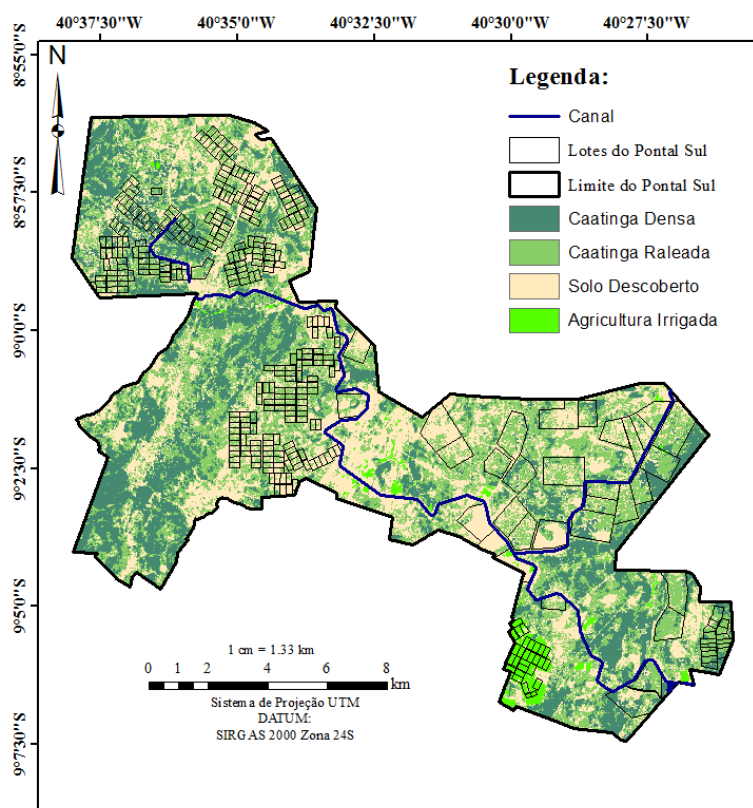 40°37'30"W 40°35'0"W 40°32'30"W 40°30'0"W 40°27'30"W
8°55'0"S
8°57'30"S
9°0'0"S
9°2'30"S
9°5'0"S
9°7'30"S
N
Legenda:
Canal
Lotes do Pontal Sul
Limite do Pontal Sul
Caatinga Densa
Caatinga Raleada
Solo Descoberto
Agricultura Irrigada
1 cm = 1.33 km
0 1 2 4 6 8
km
Sistema de Projeção UTM
DATUM:
SIRGAS 2000 Zona 24S